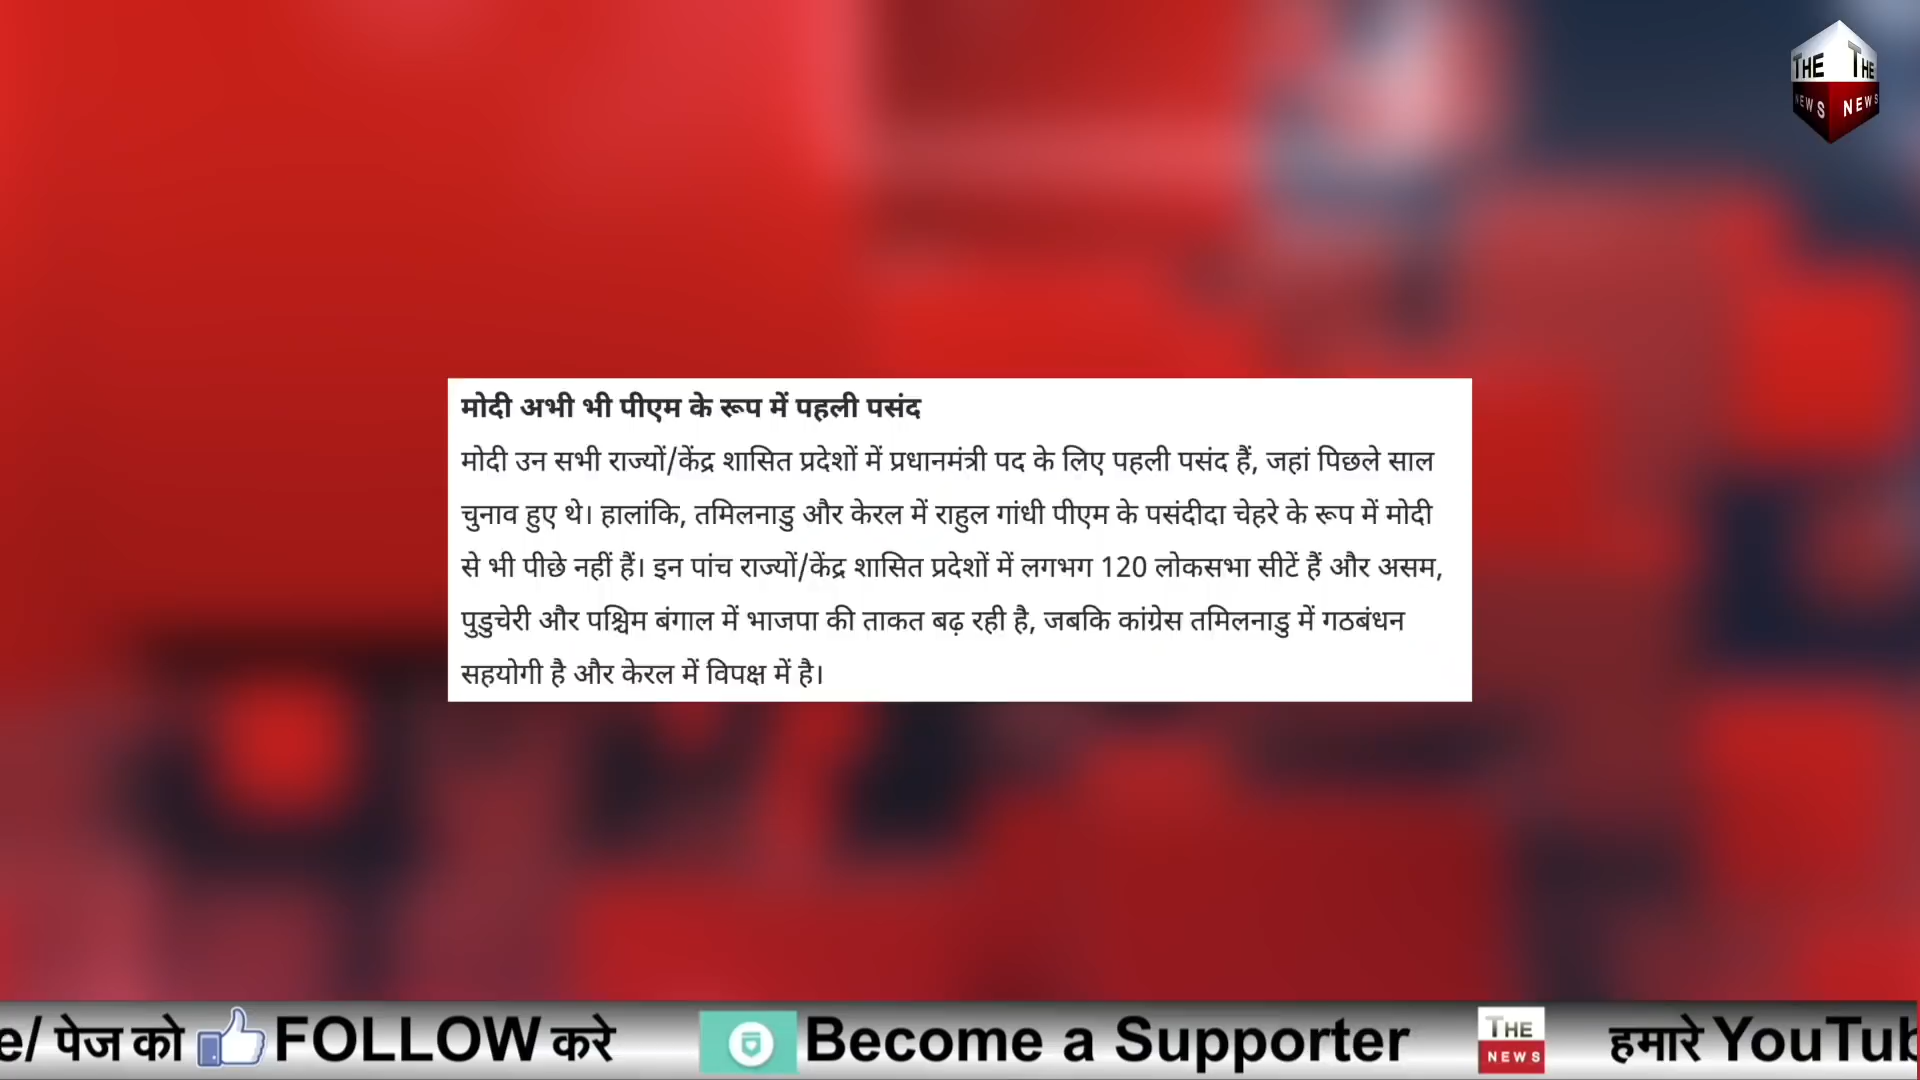 THE THE
NEWS NEWS
मोदी अभी भी पीएम के रूप में पहली पसंद
मोदी उन सभी राज्यों/केंद्र शासित प्रदेशों में प्रधानमंत्री पद के लिए पहली पसंद हैं, जहां पिछले साल
चुनाव हुए थे। हालांकि, तमिलनाडु और केरल में राहुल गांधी पीएम के पसंदीदा चेहरे के रूप में मोदी
से भी पीछे नहीं हैं। इन पांच राज्यों/केंद्र शासित प्रदेशों में लगभग 120 लोकसभा सीटें हैं और असम,
पुडुचेरी और पश्चिम बंगाल में भाजपा की ताकत बढ़ रही है, जबकि कांग्रेस तमिलनाडु में गठबंधन
सहयोगी है और केरल में विपक्ष में है।
e/ पेज को FOLLOW करे Become a Supporter THE NEWS हमारे YouTub